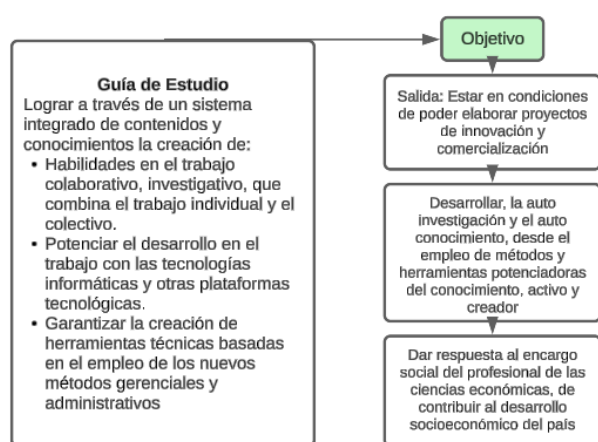 Guía de Estudio
Lograr a través de un sistema
integrado de contenidos y
conocimientos la creación de:
• Habilidades en el trabajo
colaborativo, investigativo, que
combina el trabajo individual y el
colectivo.
• Potenciar el desarrollo en el
trabajo con las tecnologías
informáticas y otras plataformas
tecnológicas.
• Garantizar la creación de
herramientas técnicas basadas
en el empleo de los nuevos
métodos gerenciales y
administrativos
Objetivo
Salida: Estar en condiciones
de poder elaborar proyectos
de innovación y
comercialización
Desarrollar, la auto
investigación y el auto
conocimiento, desde el
empleo de métodos y
herramientas potenciadoras
del conocimiento, activo y
creador
Dar respuesta al encargo
social del profesional de las
ciencias económicas, de
contribuir al desarrollo
socioeconómico del país